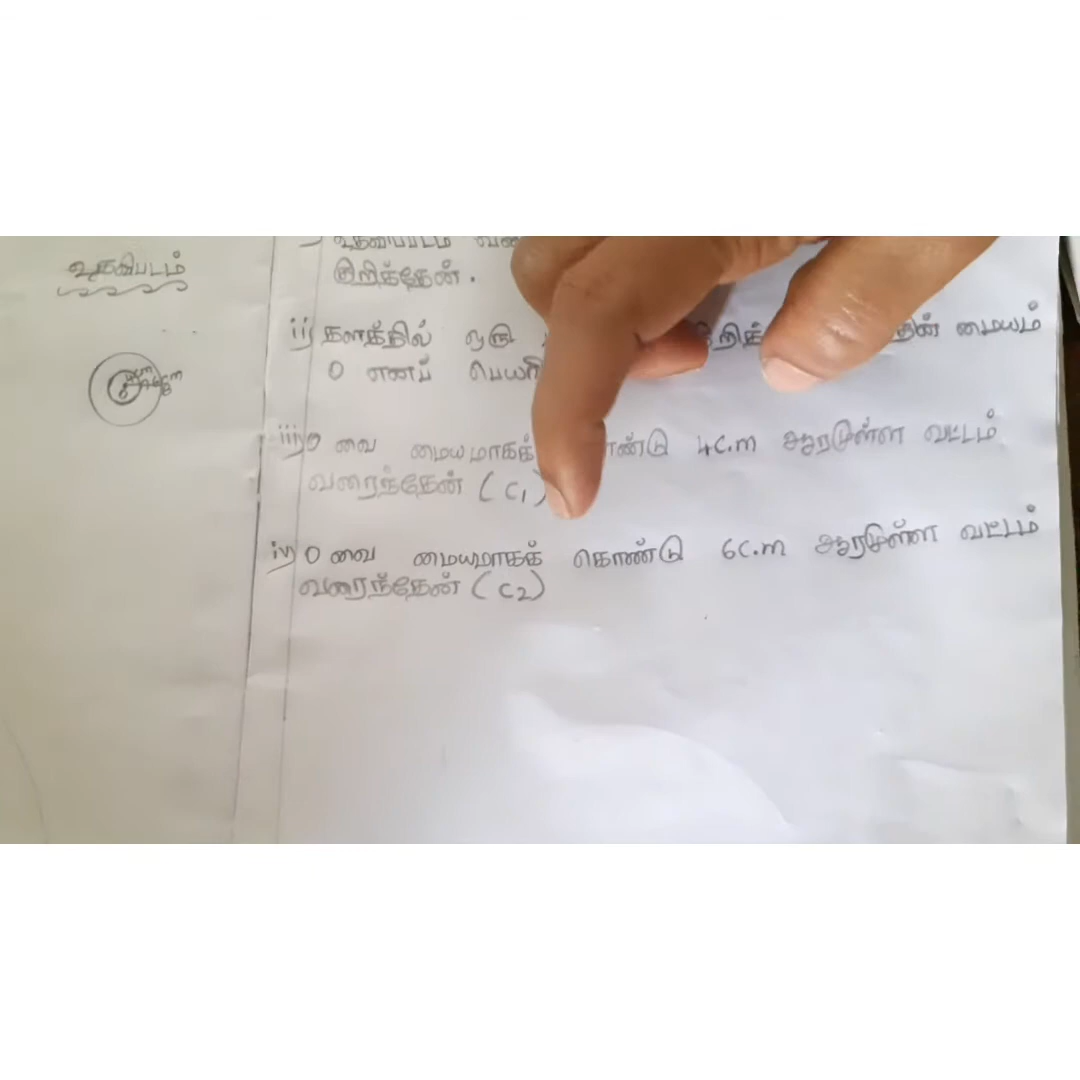 உதவிபடம்
குறித்தேன்.
ii) தளத்தில் ஒரு மையம்
O எனப்
iii) O வை மையமாகக் 4c.m ஆரமுள்ள வட்டம்
வரைந்தேன் (C1)
iv) O வை மையமாகக் கொண்டு 6c.m ஆரமுள்ள வட்டம்
வரைந்தேன் (C2)